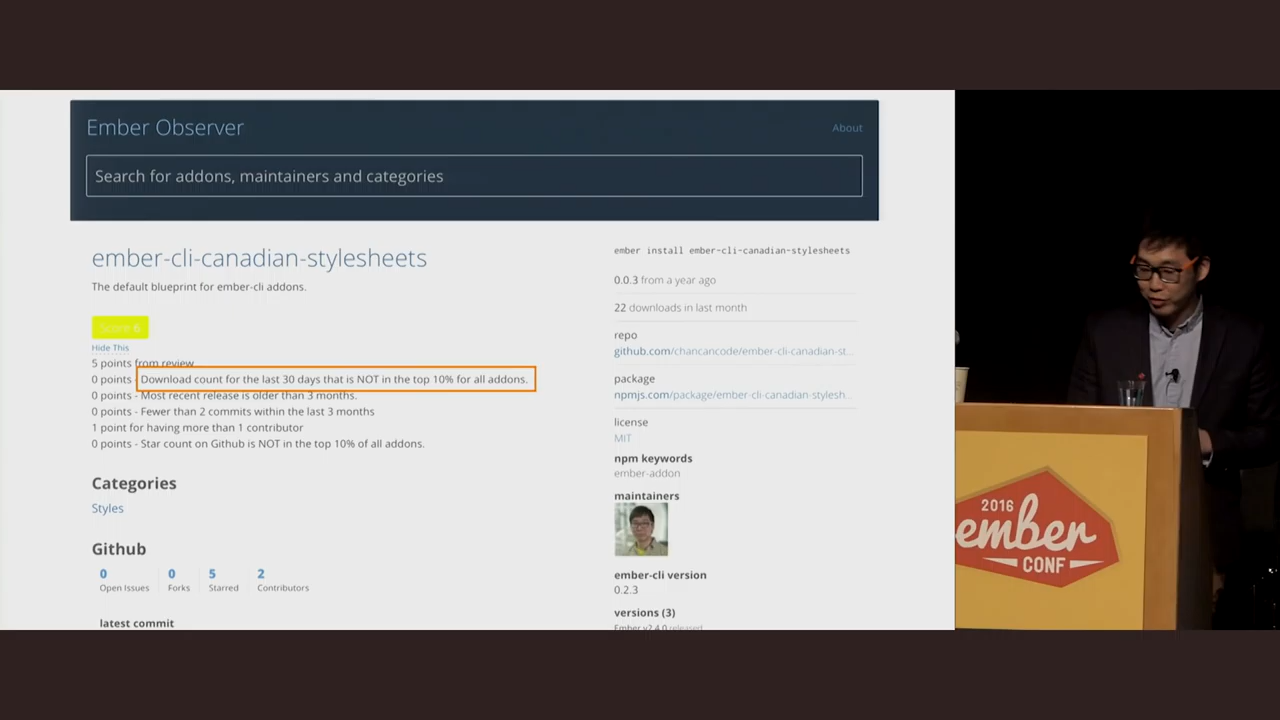 Ember Observer
About
Search for addons, maintainers and categories
ember-cli-canadian-stylesheets
The default blueprint for ember-cli addons.
Score 6
Hide This
5 points from review
0 points - Download count for the last 30 days that is NOT in the top 10% for all addons.
0 points - Most recent release is older than 3 months.
0 points - Fewer than 2 commits within the last 3 months
1 point for having more than 1 contributor
0 points - Star count on Github is NOT in the top 10% of all addons.
Categories
Styles
Github
0 0 5 2
Open Issues Forks Starred Contributors
latest commit
ember install ember-cli-canadian-stylesheets
0.0.3 from a year ago
22 downloads in last month
repo
github.com/chancancode/ember-cli-canadian-st...
package
npmjs.com/package/ember-cli-canadian-stylesh...
license
MIT
npm keywords
ember-addon
maintainers
ember-cli version
0.2.3
versions (3)
Ember v2.4.0 released
2016
ember
CONF